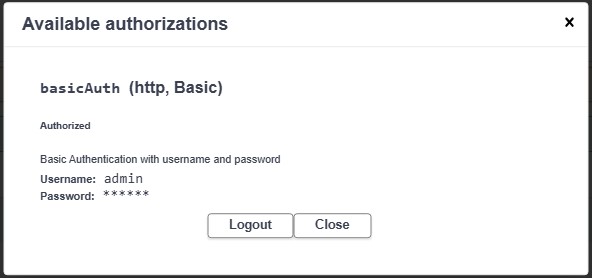 Available authorizations
×
basicAuth (http, Basic)
Authorized
Basic Authentication with username and password
Username: admin
Password: ******
Logout Close